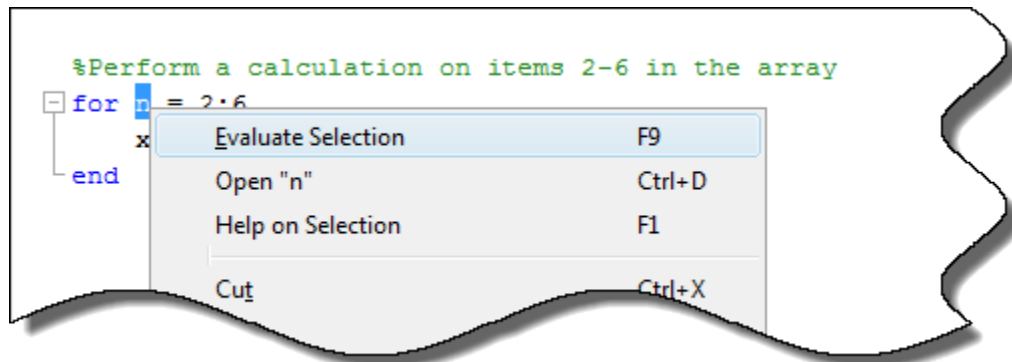 %Perform a calculation on items 2-6 in the array
for n = 2:6
x
end
Evaluate Selection F9
Open "n" Ctrl+D
Help on Selection F1
Cut Ctrl+X